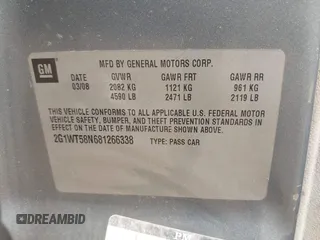 GM
MFD BY GENERAL MOTORS CORP.
DATE GVWR GAWR FRT GAWR RR
03/08 2082 KG 1121 KG 961 KG
4590 LB 2471 LB 2119 LB
THIS VEHICLE CONFORMS TO ALL APPLICABLE U.S. FEDERAL MOTOR
VEHICLE SAFETY, BUMPER, AND THEFT PREVENTION STANDARDS IN
EFFECT ON THE DATE OF MANUFACTURE SHOWN ABOVE.
2G1WT58N681266338 TYPE: PASS CAR
DREAMBID